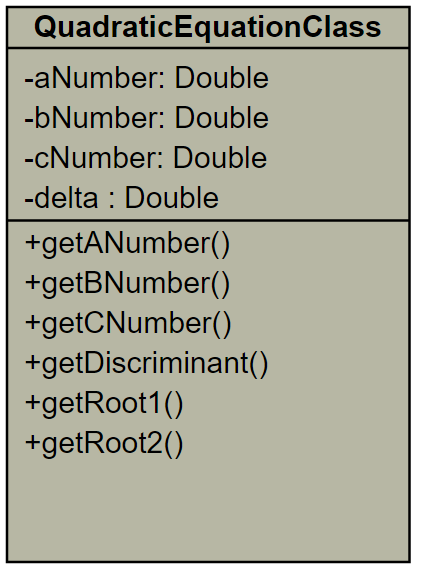 QuadraticEquationClass
-aNumber: Double
-bNumber: Double
-cNumber: Double
-delta : Double
+getANumber()
+getBNumber()
+getCNumber()
+getDiscriminant()
+getRoot1()
+getRoot2()